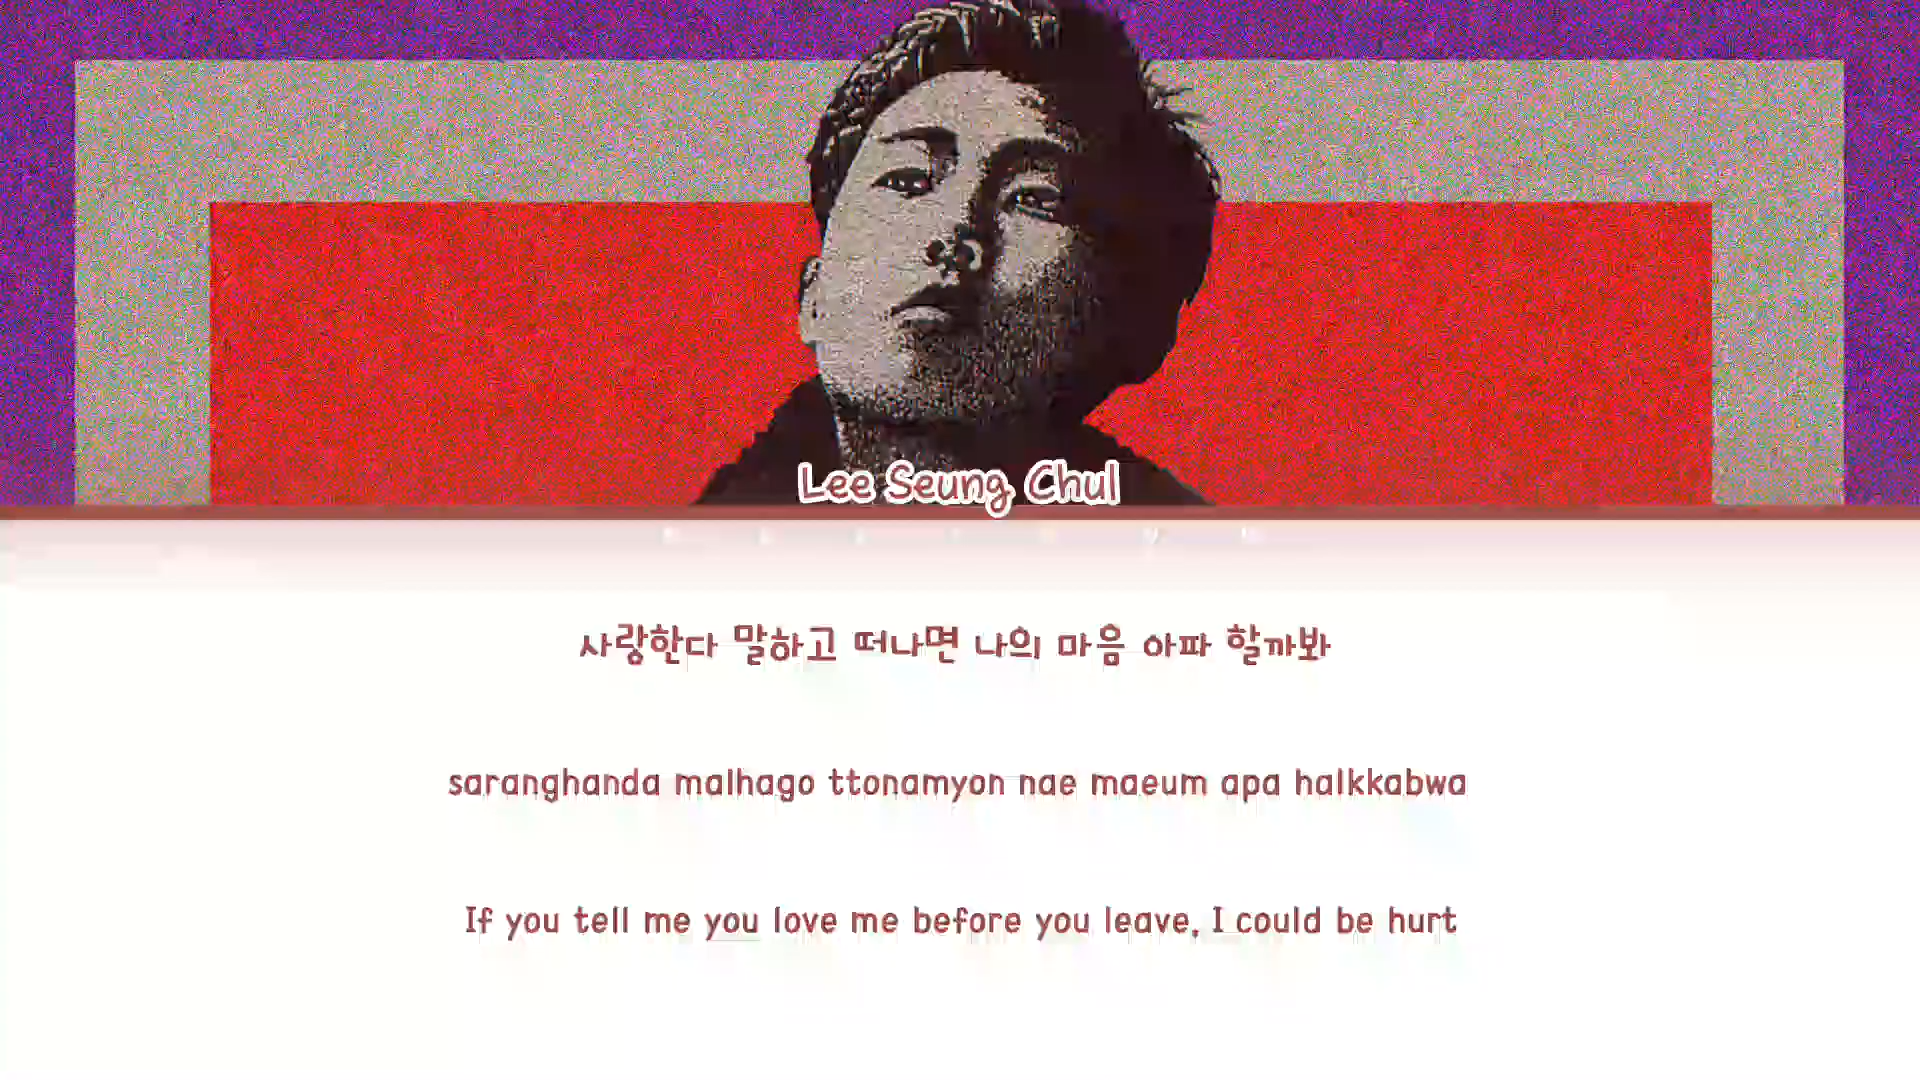 Lee Seung Chul
사랑한다 말하고 떠나면 나의 마음 아파 할까봐
saranghanda malhago ttonamyon nae maeum apa halkkabwa
If you tell me you love me before you leave, I could be hurt